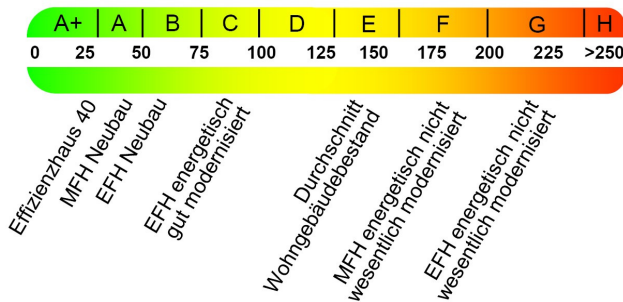 A+ A B C D E F G H
0 25 50 75 100 125 150 175 200 225 >250
Effizienzhaus 40
MFH Neubau
EFH Neubau
EFH energetisch
gut modernisiert
Durchschnitt
Wohngebäudebestand
MFH energetisch nicht
wesentlich modernisiert
EFH energetisch nicht
wesentlich modernisiert